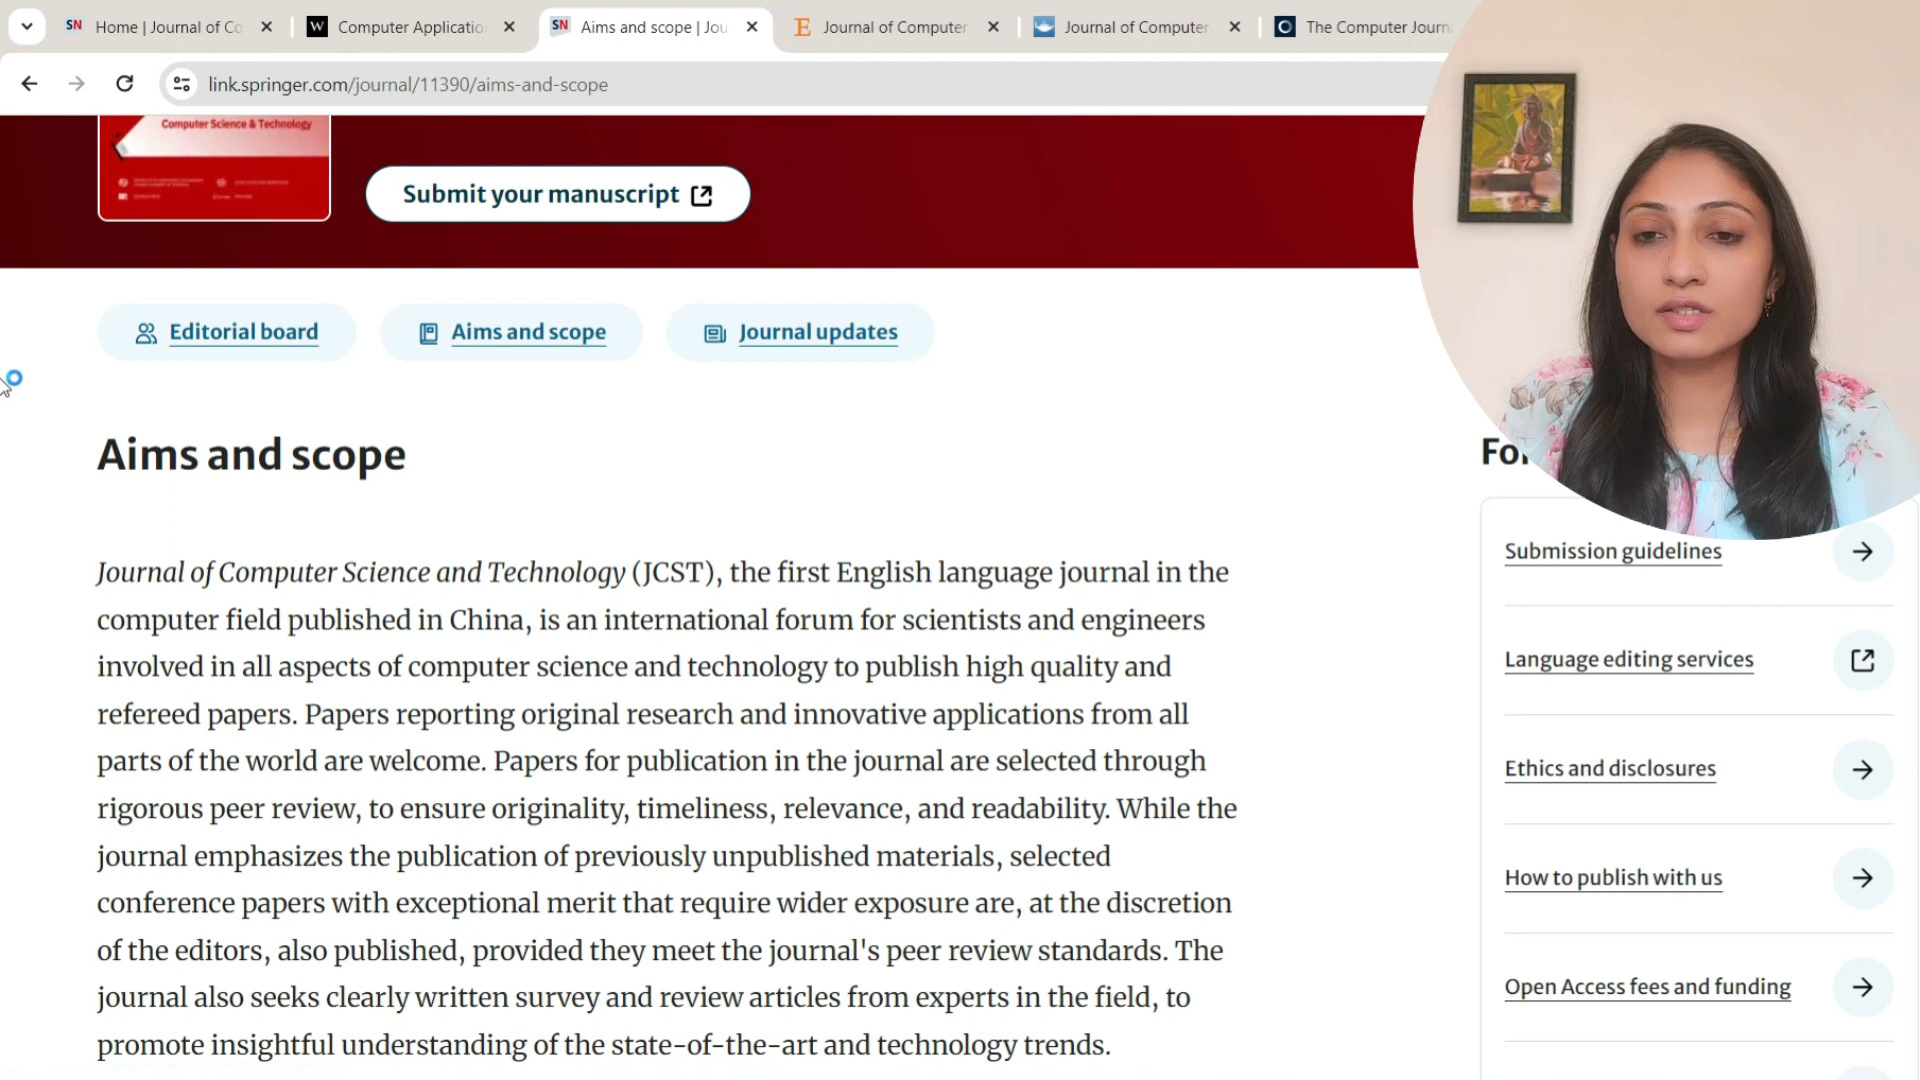 SN Home | Journal of Co
W Computer Applicatio
SN Aims and scope | Jou
E Journal of Computer
Journal of Computer
The Computer Journ
link.springer.com/journal/11390/aims-and-scope
Computer Science & Technology
Submit your manuscript
Editorial board
Aims and scope
Journal updates
Aims and scope
Journal of Computer Science and Technology (JCST), the first English language journal in the
computer field published in China, is an international forum for scientists and engineers
involved in all aspects of computer science and technology to publish high quality and
refereed papers. Papers reporting original research and innovative applications from all
parts of the world are welcome. Papers for publication in the journal are selected through
rigorous peer review, to ensure originality, timeliness, relevance, and readability. While the
journal emphasizes the publication of previously unpublished materials, selected
conference papers with exceptional merit that require wider exposure are, at the discretion
of the editors, also published, provided they meet the journal's peer review standards. The
journal also seeks clearly written survey and review articles from experts in the field, to
promote insightful understanding of the state-of-the-art and technology trends.
Submission guidelines
Language editing services
Ethics and disclosures
How to publish with us
Open Access fees and funding